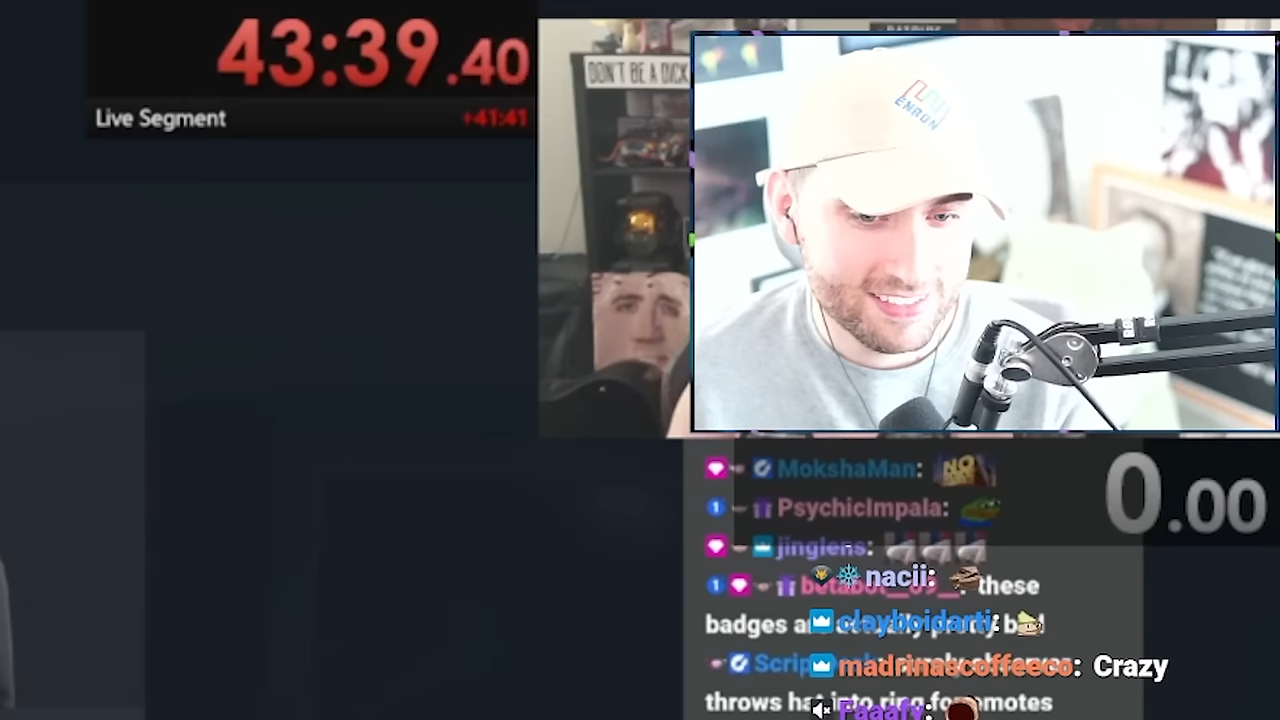 43:39.40
Live Segment
+41:41
DON'T BE A DICK
ENRON
MokshaMan:
0.00
PsychicImpala:
jinglens:
nacii:
these
badges
clayboidarti:
madrinascoffeeco: Crazy
throws hat into ring for emotes
Faaafy: